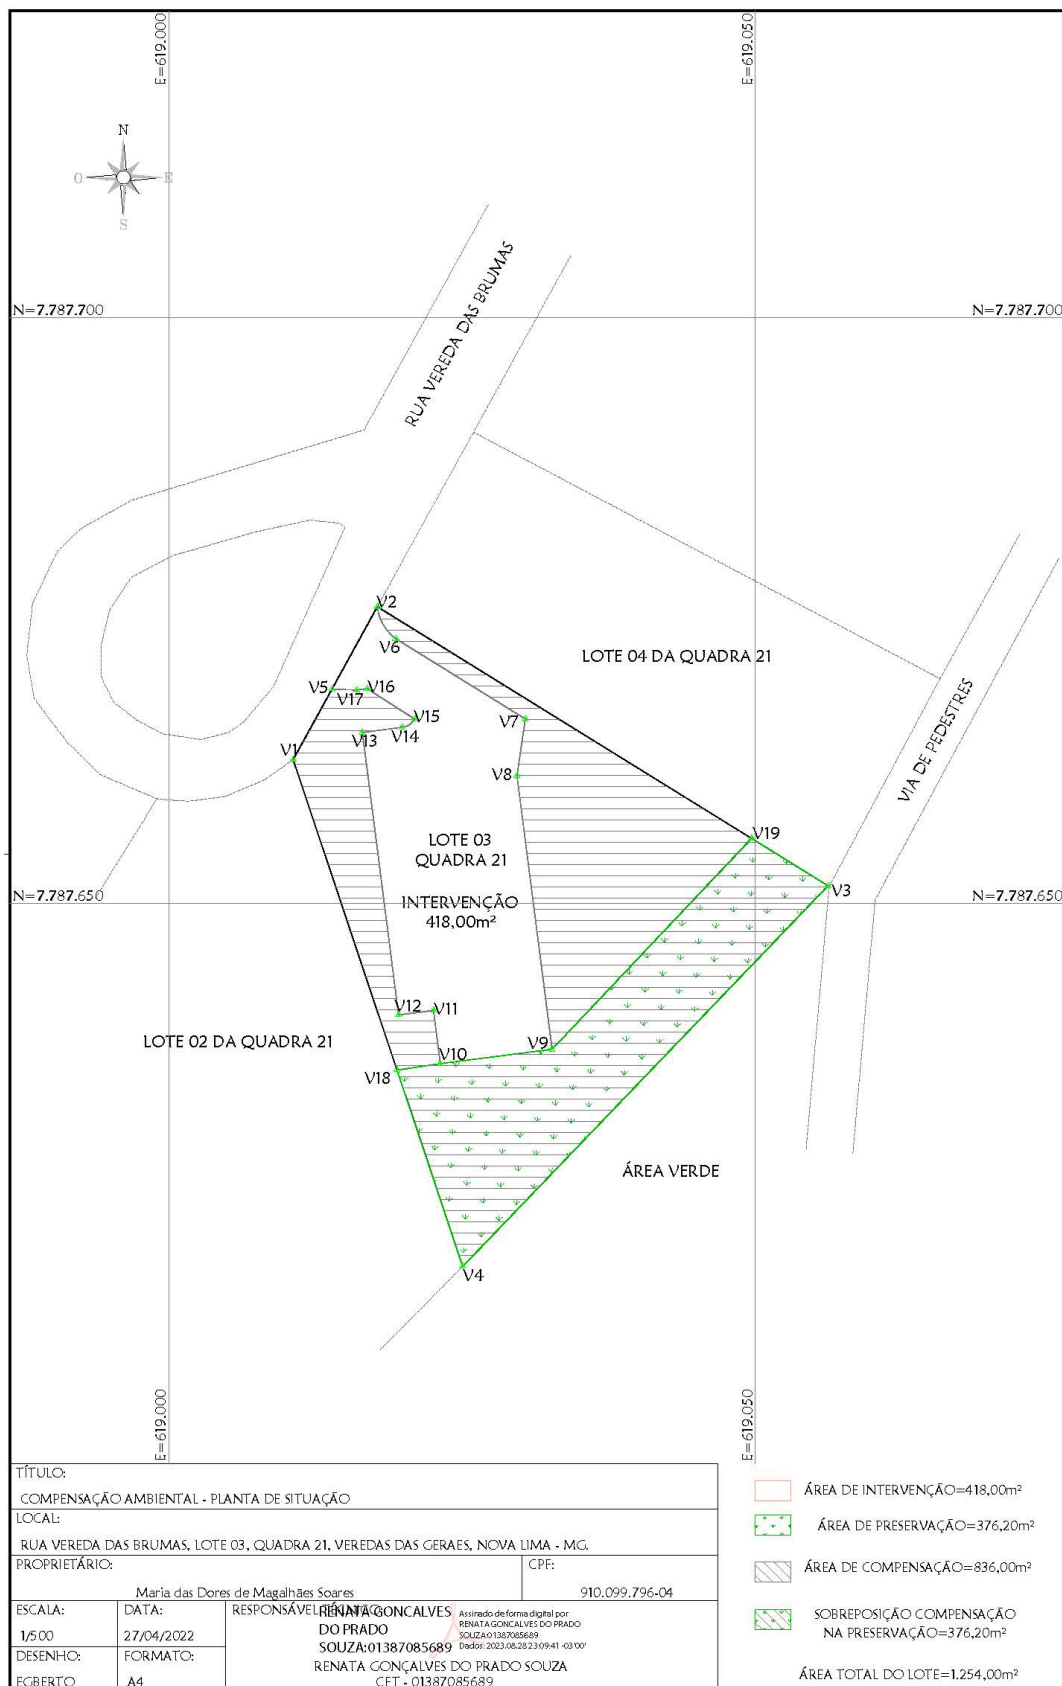 E=619.000
E=619.050
N
O
E
S
N=7.787.700
N=7.787.700
RUA VEREDA DAS BRUMAS
V2
V6
LOTE 04 DA QUADRA 21
V5
V16
V17
V15
V7
V13
V14
V1
V8
VIA DE PEDESTRES
V19
LOTE 03
QUADRA 21
V3
N=7.787.650
N=7.787.650
INTERVENÇÃO
418,00m²
V12
V11
LOTE 02 DA QUADRA 21
V9
V10
V18
ÁREA VERDE
V4
E=619.000
E=619.050
TÍTULO:
COMPENSAÇÃO AMBIENTAL - PLANTA DE SITUAÇÃO
LOCAL:
RUA VEREDA DAS BRUMAS, LOTE 03, QUADRA 21, VEREDAS DAS GERAES, NOVA LIMA - MG.
PROPRIETÁRIO:
CPF:
Maria das Dores de Magalhães Soares
910.099.796-04
ESCALA:
1/500
DATA:
27/04/2022
RESPONSÁVEL
RENATA GONCALVES
DO PRADO
SOUZA:01387085689
Assinado de forma digital por
RENATA GONCALVES DO PRADO
SOUZA:01387085689
Dados: 2023.08.28 23:09:41 -03'00'
DESENHO:
EGBERTO
FORMATO:
A4
RENATA GONÇALVES DO PRADO SOUZA
CFT - 01387085689
ÁREA DE INTERVENÇÃO=418,00m²
ÁREA DE PRESERVAÇÃO=376,20m²
ÁREA DE COMPENSAÇÃO=836,00m²
SOBREPOSIÇÃO COMPENSAÇÃO
NA PRESERVAÇÃO=376,20m²
ÁREA TOTAL DO LOTE=1.254,00m²